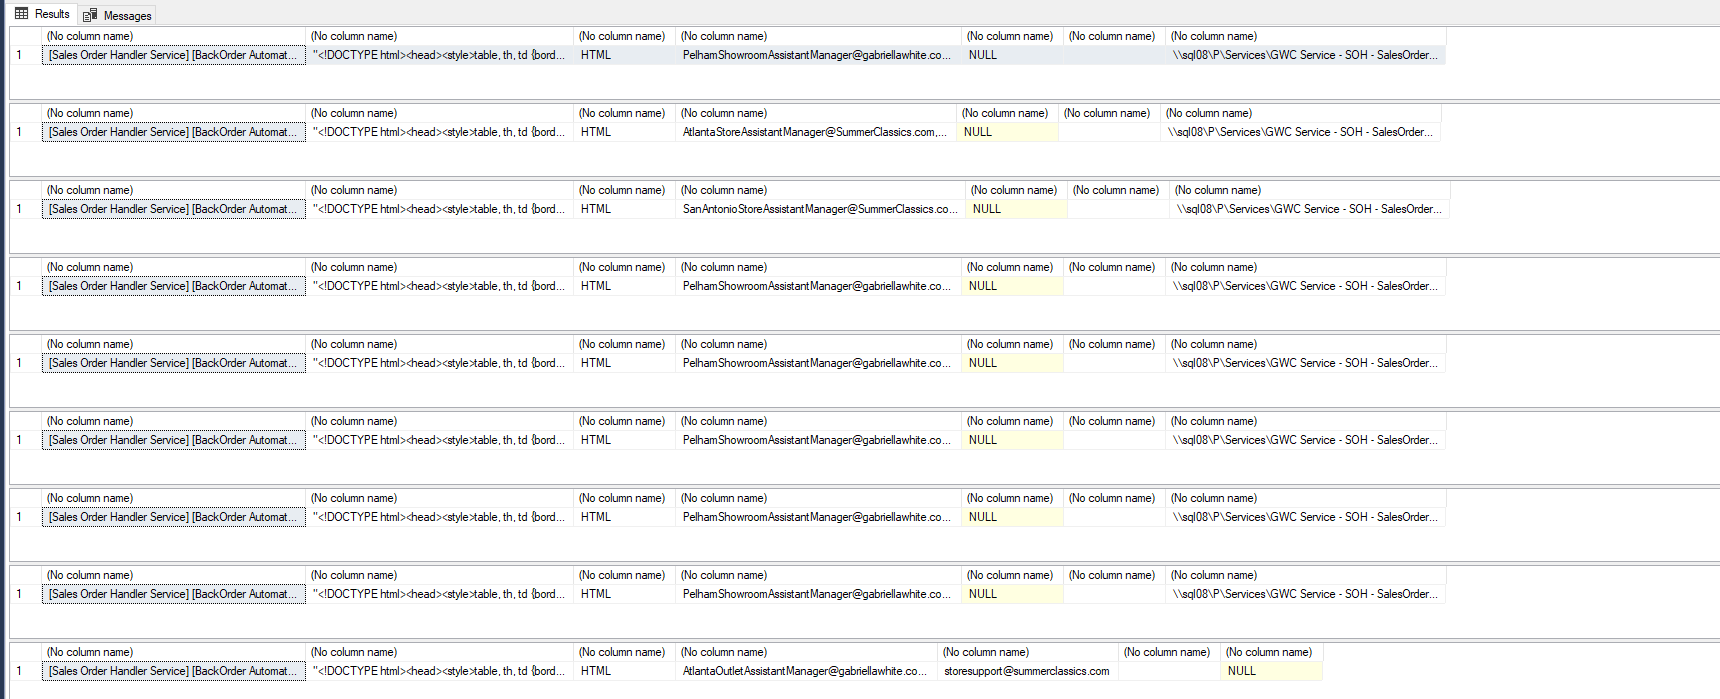 Results Messages
(No column name) (No column name) (No column name) (No column name) (No column name) (No column name) (No column name)
1 [Sales Order Handler Service] [BackOrder Automat... "<!DOCTYPE html><head><style>table, th, td {bord... HTML PelhamShowroomAssistantManager@gabriellawhite.co... NULL \\sql08\P\Services\GWC Service - SOH - SalesOrder...
(No column name) (No column name) (No column name) (No column name) (No column name) (No column name) (No column name)
1 [Sales Order Handler Service] [BackOrder Automat... "<!DOCTYPE html><head><style>table, th, td {bord... HTML AtlantaStoreAssistantManager@SummerClassics.com,... NULL \\sql08\P\Services\GWC Service - SOH - SalesOrder...
(No column name) (No column name) (No column name) (No column name) (No column name) (No column name) (No column name)
1 [Sales Order Handler Service] [BackOrder Automat... "<!DOCTYPE html><head><style>table, th, td {bord... HTML SanAntonioStoreAssistantManager@SummerClassics.co... NULL \\sql08\P\Services\GWC Service - SOH - SalesOrder...
(No column name) (No column name) (No column name) (No column name) (No column name) (No column name) (No column name)
1 [Sales Order Handler Service] [BackOrder Automat... "<!DOCTYPE html><head><style>table, th, td {bord... HTML PelhamShowroomAssistantManager@gabriellawhite.co... NULL \\sql08\P\Services\GWC Service - SOH - SalesOrder...
(No column name) (No column name) (No column name) (No column name) (No column name) (No column name) (No column name)
1 [Sales Order Handler Service] [BackOrder Automat... "<!DOCTYPE html><head><style>table, th, td {bord... HTML PelhamShowroomAssistantManager@gabriellawhite.co... NULL \\sql08\P\Services\GWC Service - SOH - SalesOrder...
(No column name) (No column name) (No column name) (No column name) (No column name) (No column name) (No column name)
1 [Sales Order Handler Service] [BackOrder Automat... "<!DOCTYPE html><head><style>table, th, td {bord... HTML PelhamShowroomAssistantManager@gabriellawhite.co... NULL \\sql08\P\Services\GWC Service - SOH - SalesOrder...
(No column name) (No column name) (No column name) (No column name) (No column name) (No column name) (No column name)
1 [Sales Order Handler Service] [BackOrder Automat... "<!DOCTYPE html><head><style>table, th, td {bord... HTML PelhamShowroomAssistantManager@gabriellawhite.co... NULL \\sql08\P\Services\GWC Service - SOH - SalesOrder...
(No column name) (No column name) (No column name) (No column name) (No column name) (No column name) (No column name)
1 [Sales Order Handler Service] [BackOrder Automat... "<!DOCTYPE html><head><style>table, th, td {bord... HTML PelhamShowroomAssistantManager@gabriellawhite.co... NULL \\sql08\P\Services\GWC Service - SOH - SalesOrder...
(No column name) (No column name) (No column name) (No column name) (No column name) (No column name) (No column name)
1 [Sales Order Handler Service] [BackOrder Automat... "<!DOCTYPE html><head><style>table, th, td {bord... HTML AtlantaOutletAssistantManager@gabriellawhite.co... storesupport@summerclassics.com NULL